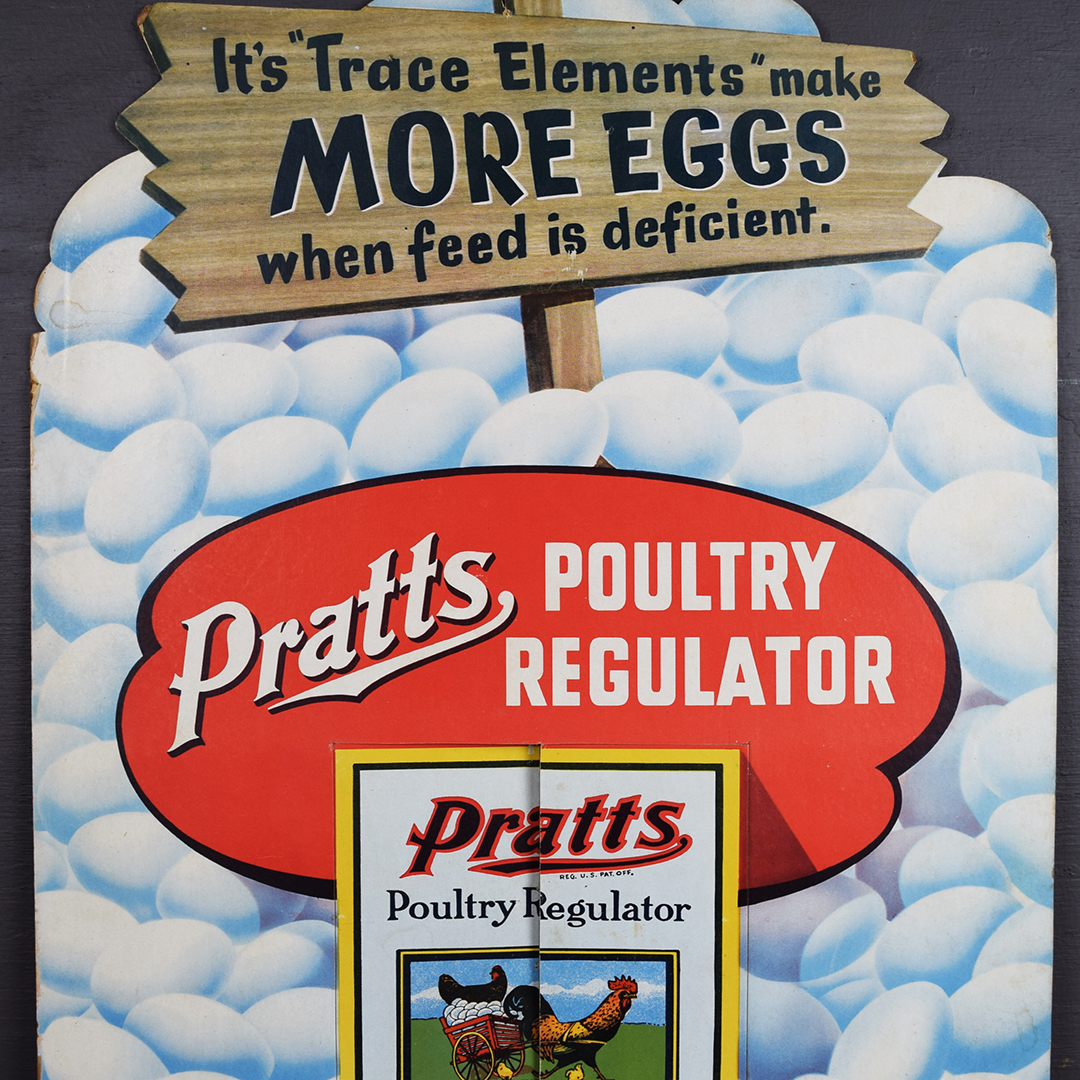 It's "Trace Elements" make
MORE EGGS
when feed is deficient.
Pratts
POULTRY
REGULATOR
Pratts
REG. U. S. PAT. OFF.
Poultry Regulator